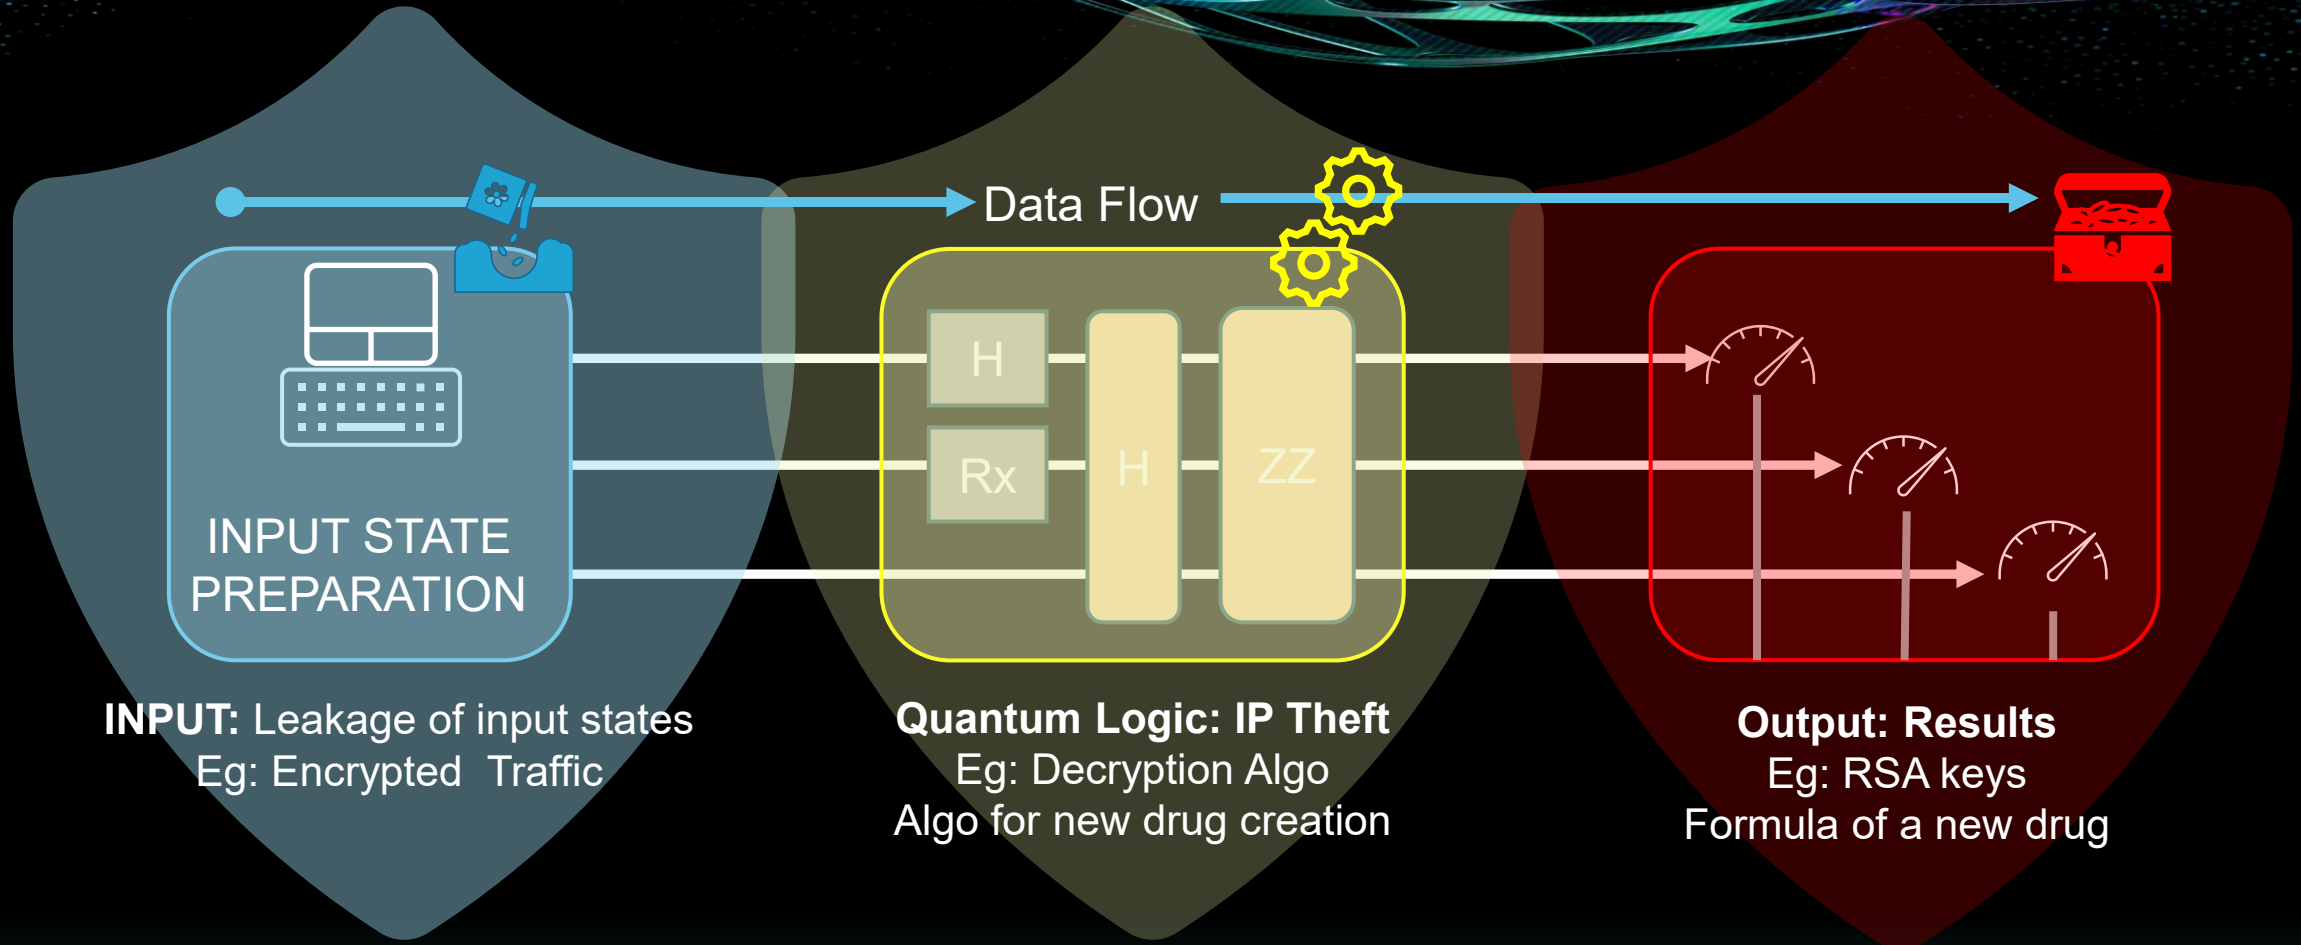 Data Flow
INPUT STATE
PREPARATION
H
Rx
H
ZZ
INPUT: Leakage of input states
Eg: Encrypted  Traffic
Quantum Logic: IP Theft
Eg: Decryption Algo
Algo for new drug creation
Output: Results
Eg: RSA keys
Formula of a new drug